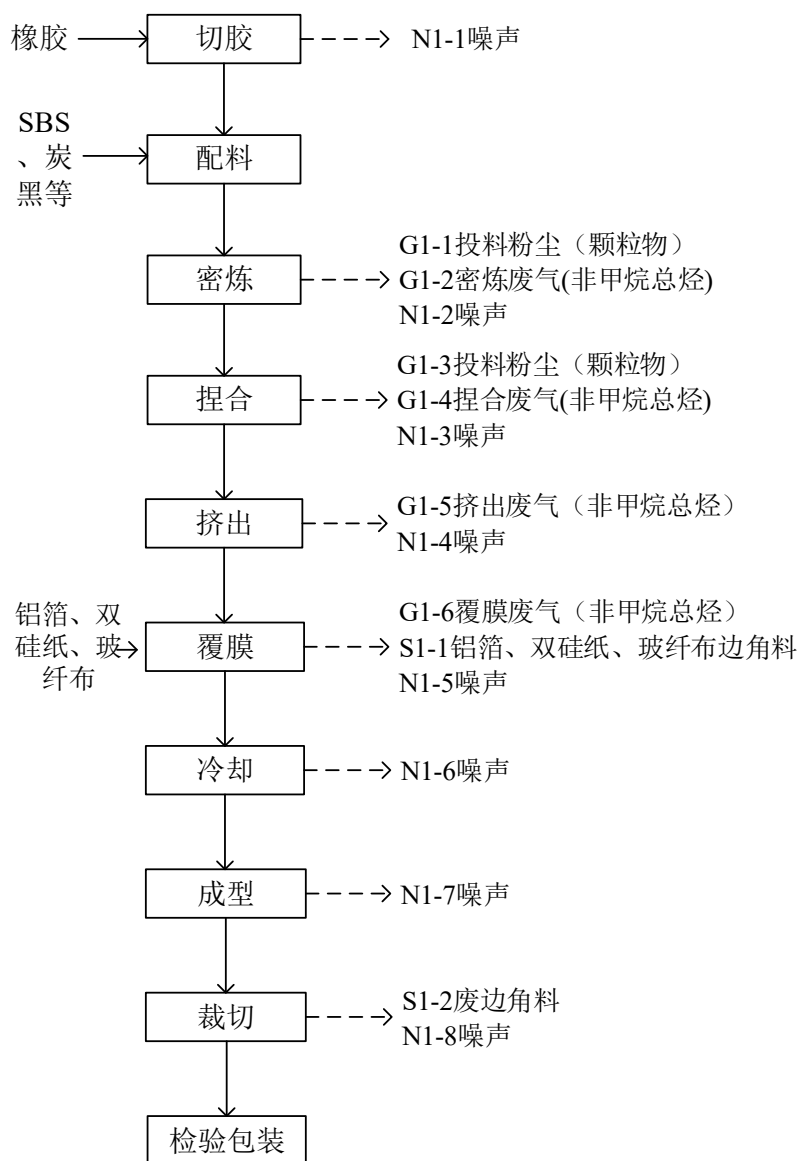 橡胶
切胶
N1-1噪声
SBS
、炭
黑等
配料
密炼
G1-1投料粉尘（颗粒物）
G1-2密炼废气(非甲烷总烃)
N1-2噪声
捏合
G1-3投料粉尘（颗粒物）
G1-4捏合废气(非甲烷总烃)
N1-3噪声
挤出
G1-5挤出废气（非甲烷总烃）
N1-4噪声
铝箔、双
硅纸、玻
纤布
覆膜
G1-6覆膜废气（非甲烷总烃）
S1-1铝箔、双硅纸、玻纤布边角料
N1-5噪声
冷却
N1-6噪声
成型
N1-7噪声
裁切
S1-2废边角料
N1-8噪声
检验包装